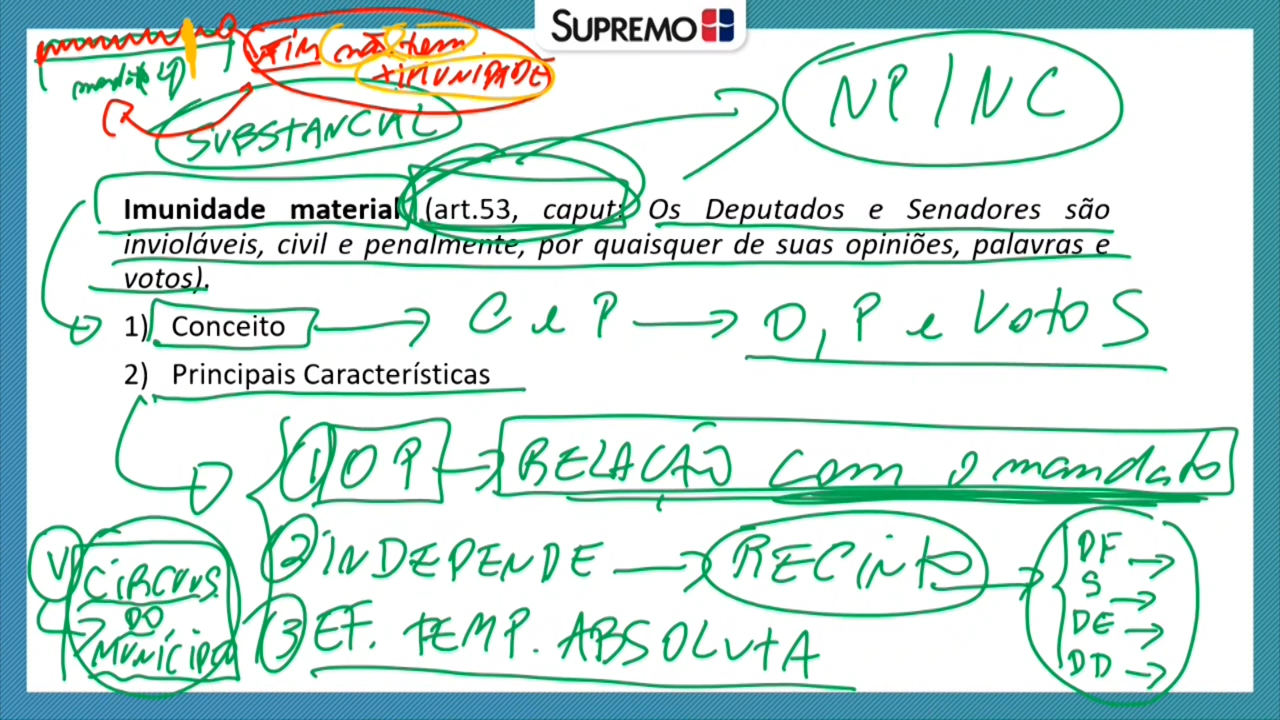 SUPREMO
FIM não tem
+ IMUNIDADE
SUBSTANCIAL
NP / NC
Imunidade material (art.53, caput: Os Deputados e Senadores são
invioláveis, civil e penalmente, por quaisquer de suas opiniões, palavras e
votos).
1) Conceito → C e P → O, P e Votos
2) Principais Características
1) O P → RELAÇÃO com o mandato
2) INDEPENDE → RECINTO → DF →
S →
DE →
DD →
3) EF. TEMP. ABSOLUTA
V
CIRCUNS.
DO
MUNICÍPIO